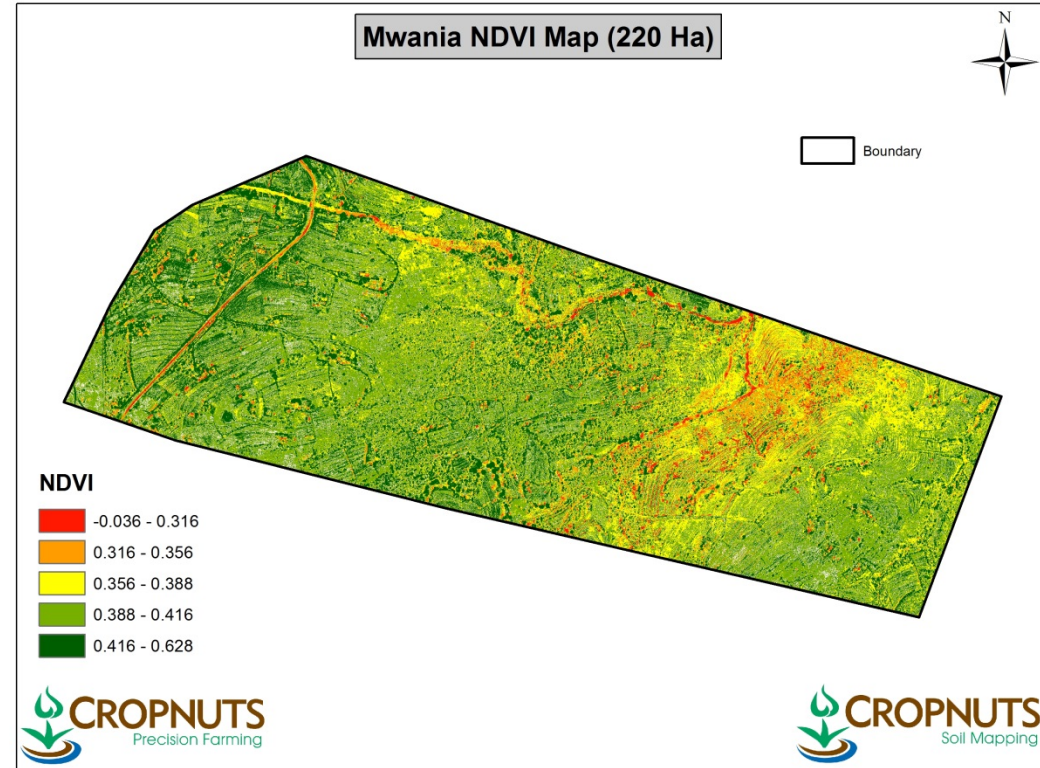 Mwania NDVI Map (220 Ha)
N
Boundary
NDVI
-0.036 - 0.316
0.316 - 0.356
0.356 - 0.388
0.388 - 0.416
0.416 - 0.628
CROPNUTS
Precision Farming
CROPNUTS
Soil Mapping